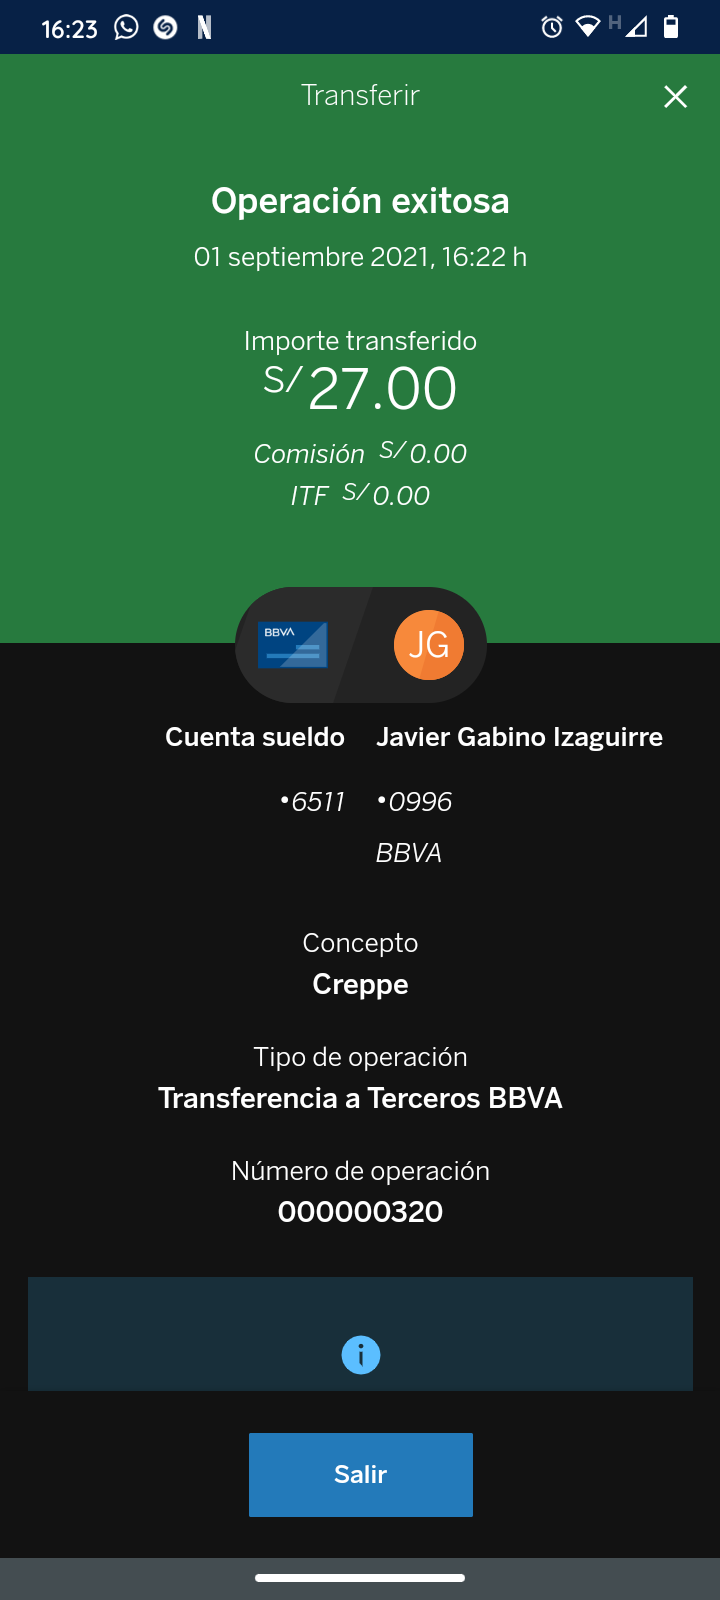 16:23
H
Transferir
Operación exitosa
01 septiembre 2021, 16:22 h
Importe transferido
S/ 27.00
Comisión S/ 0.00
ITF S/ 0.00
BBVA
JG
Cuenta sueldo Javier Gabino Izaguirre
•6511 •0996
BBVA
Concepto
Creppe
Tipo de operación
Transferencia a Terceros BBVA
Número de operación
000000320
Salir